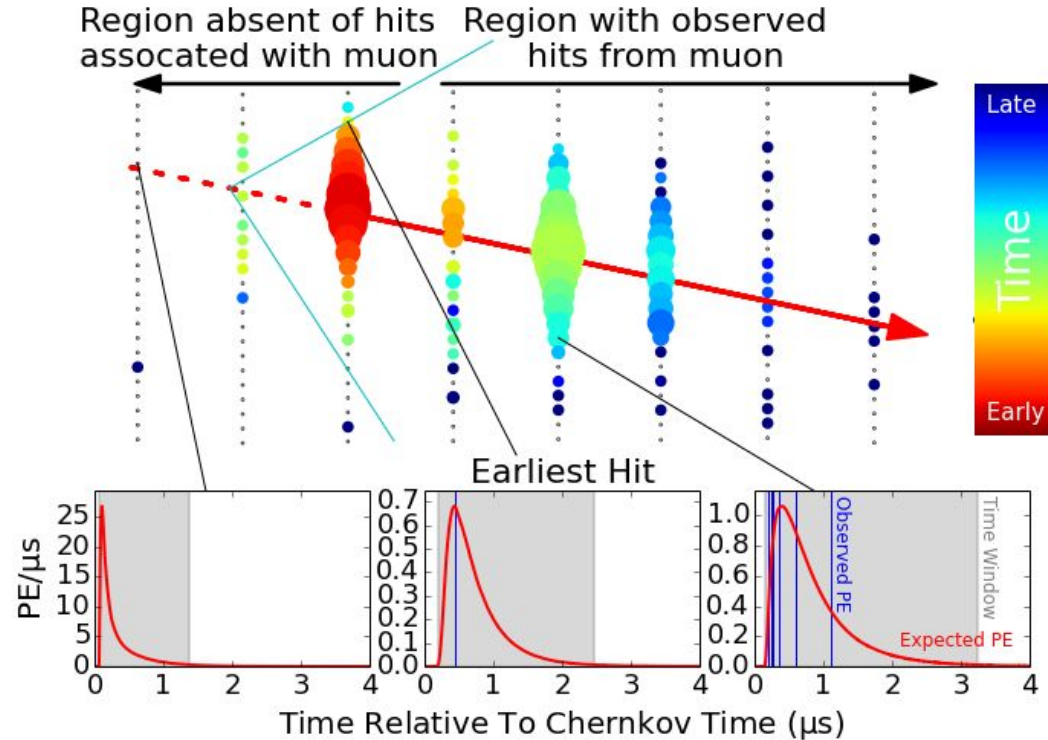 Region absent of hits
assocated with muon
Region with observed
hits from muon
Late
Time
Early
Earliest Hit
PE/µs
25
20
15
10
5
0
0 1 2 3 4
0.7
0.6
0.5
0.4
0.3
0.2
0.1
0.0
0 1 2 3 4
1.0
0.8
0.6
0.4
0.2
0.0
0 1 2 3 4
Observed PE
Time Window
Expected PE
Time Relative To Chernkov Time (µs)